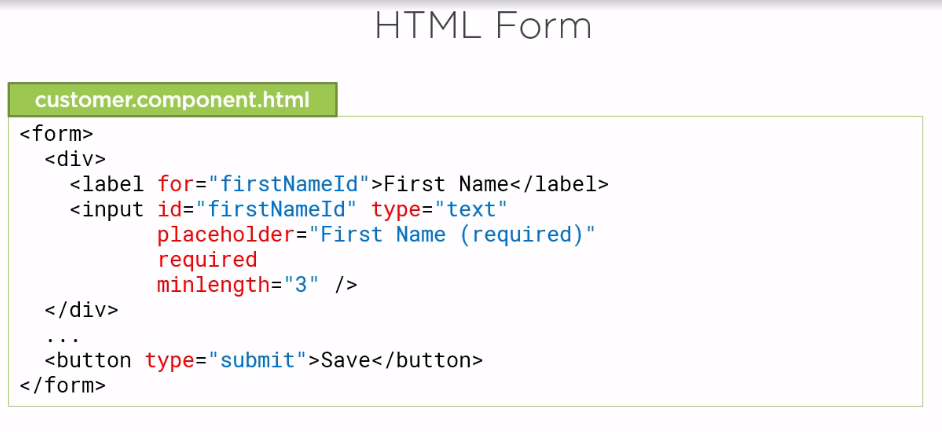 HTML Form
customer.component.html
<form>
  <div>
    <label for="firstNameId">First Name</label>
    <input id="firstNameId" type="text"
           placeholder="First Name (required)"
           required
           minlength="3" />
  </div>
  ...
  <button type="submit">Save</button>
</form>